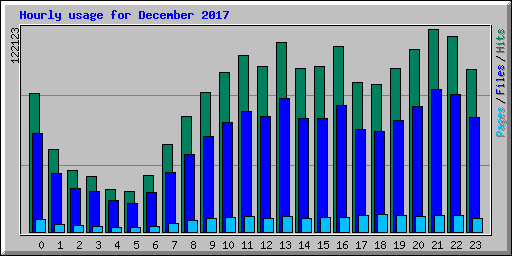 Hourly usage for December 2017
122123
Pages / Files / Hits
0 1 2 3 4 5 6 7 8 9 10 11 12 13 14 15 16 17 18 19 20 21 22 23